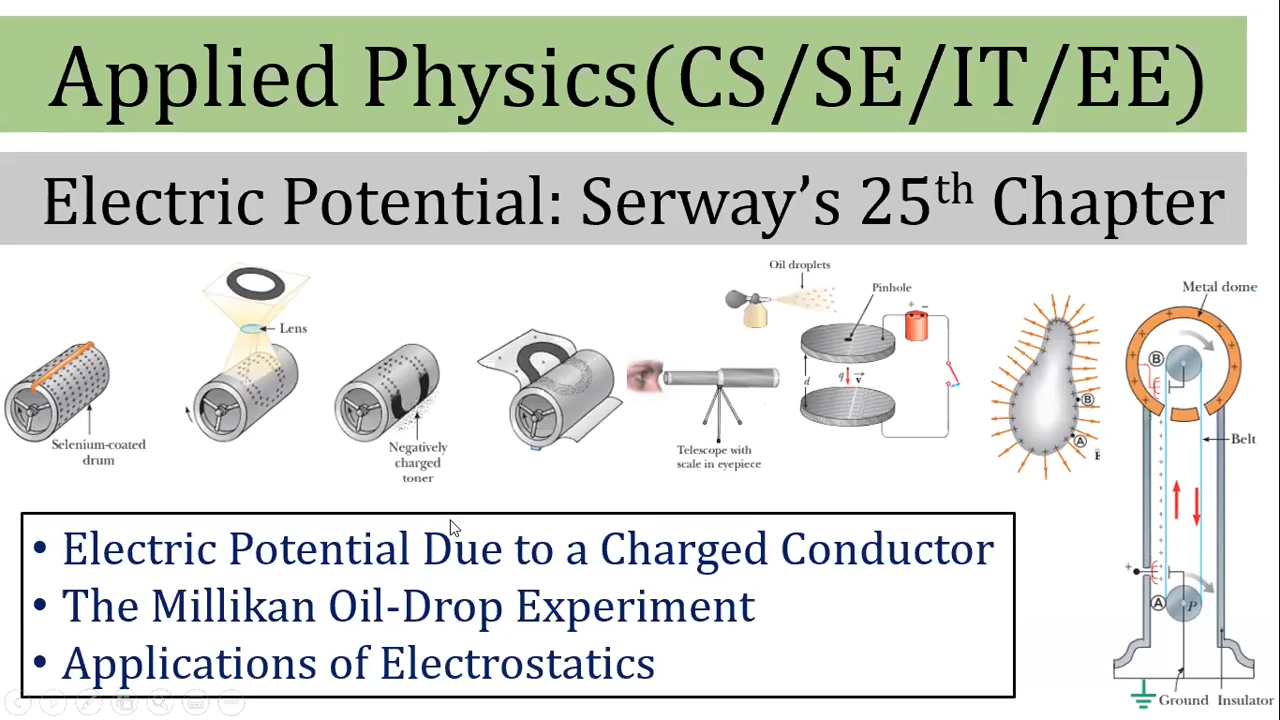 Applied Physics(CS/SE/IT/EE)
Electric Potential: Serway's 25th Chapter
Oil droplets
Pinhole
Metal dome
Lens
+ −
B
d
q v
B
Selenium-coated
drum
Negatively
charged
toner
Telescope with
scale in eyepiece
A
E
Belt
• Electric Potential Due to a Charged Conductor
• The Millikan Oil-Drop Experiment
• Applications of Electrostatics
+
A
P
Ground
Insulator